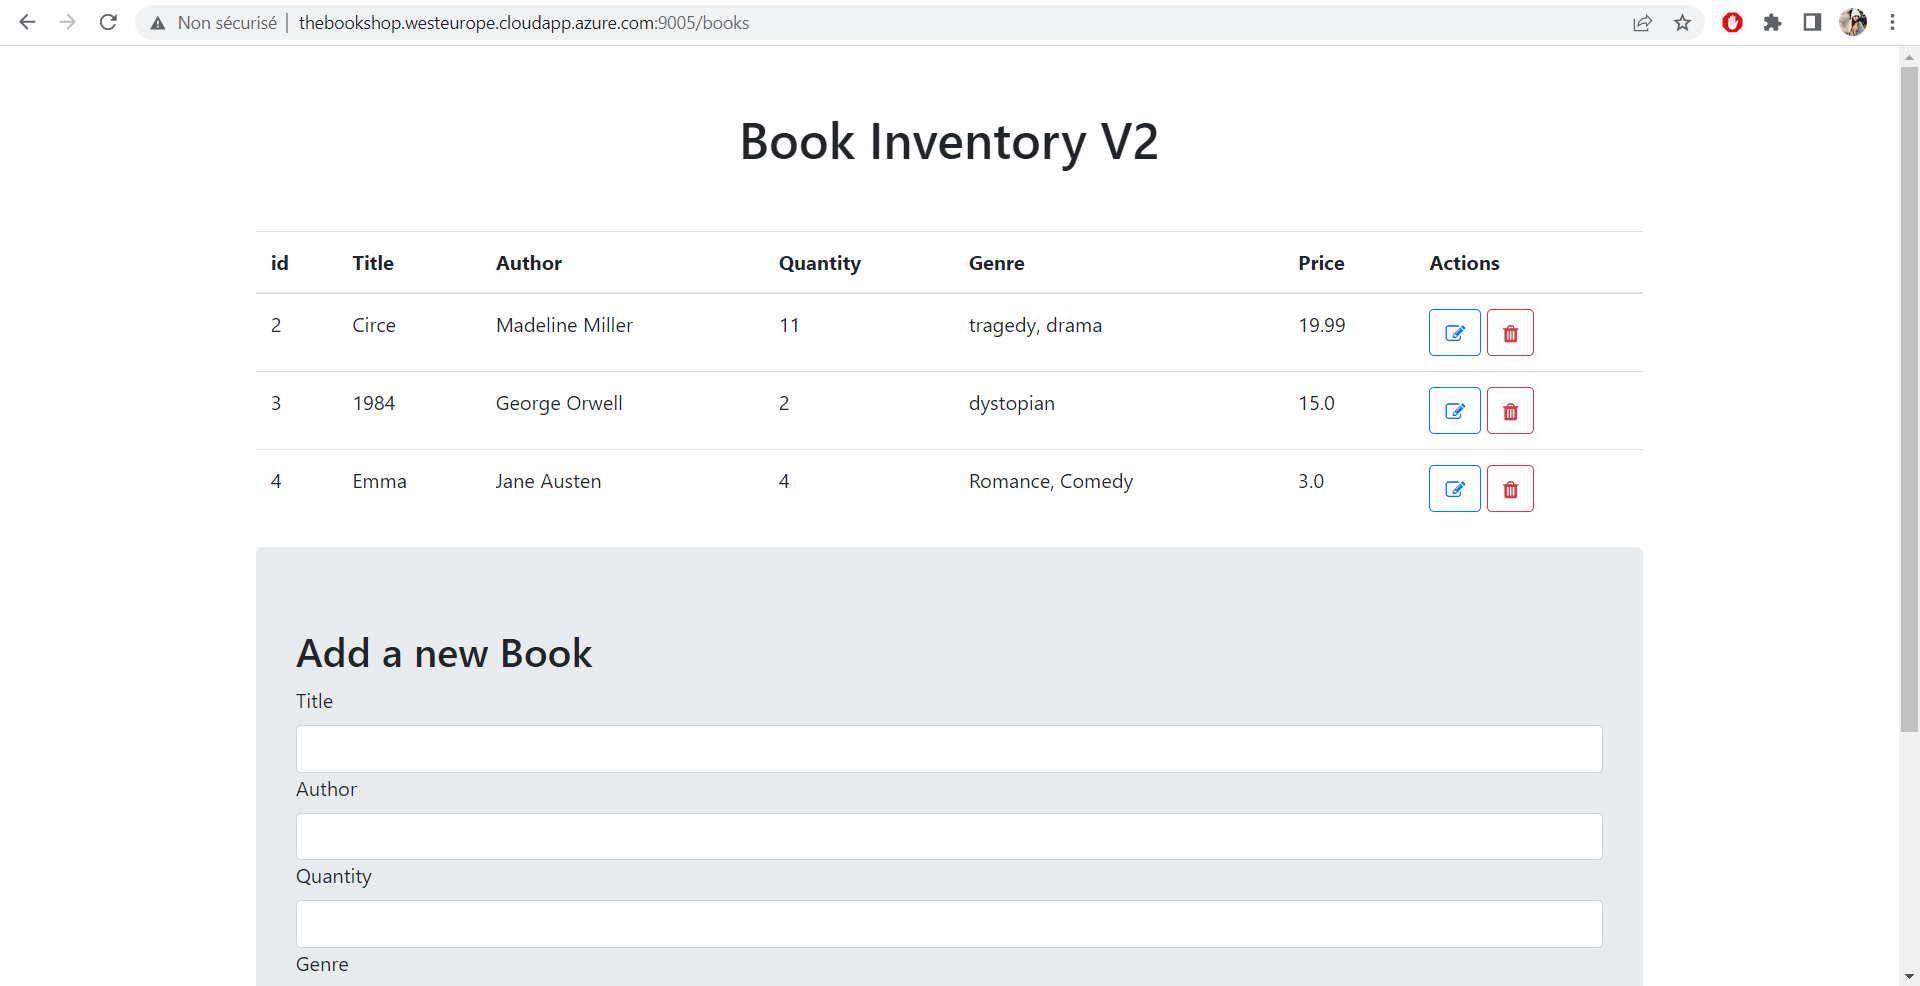 Non sécurisé | thebookshop.westeurope.cloudapp.azure.com:9005/books
Book Inventory V2
id Title Author Quantity Genre Price Actions
2 Circe Madeline Miller 11 tragedy, drama 19.99
3 1984 George Orwell 2 dystopian 15.0
4 Emma Jane Austen 4 Romance, Comedy 3.0
Add a new Book
Title
Author
Quantity
Genre